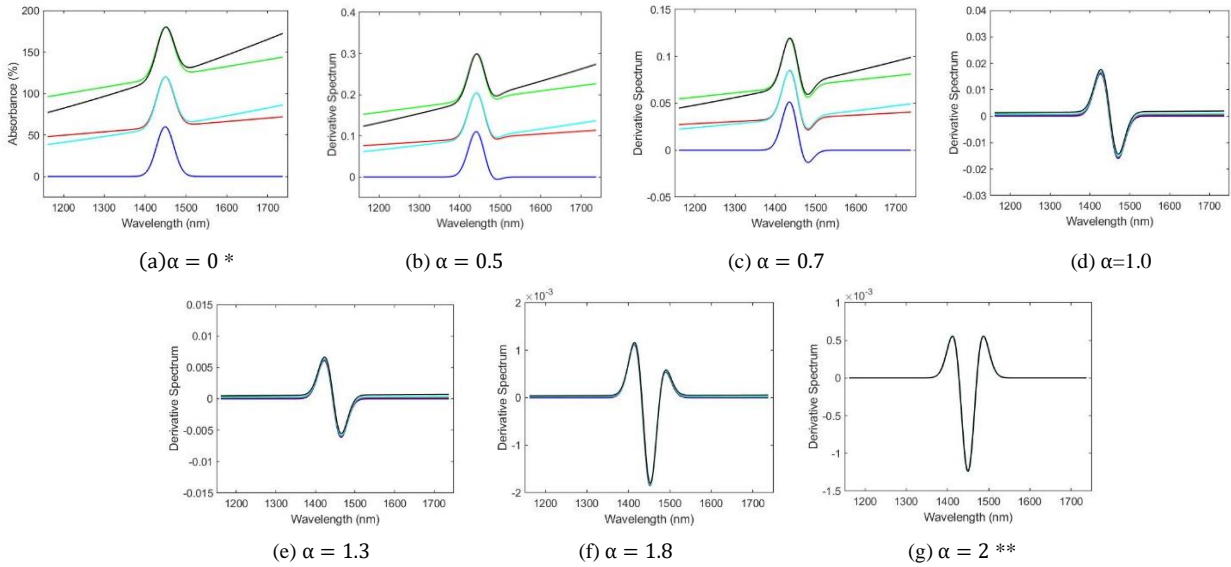 200
150
100
50
0
Absorbance (%)
1200 1300 1400 1500 1600 1700
Wavelength (nm)
(a)α = 0 *
0.4
0.3
0.2
0.1
0
Derivative Spectrum
1200 1300 1400 1500 1600 1700
Wavelength (nm)
(b) α = 0.5
0.15
0.1
0.05
0
-0.05
Derivative Spectrum
1200 1300 1400 1500 1600 1700
Wavelength (nm)
(c) α = 0.7
0.04
0.03
0.02
0.01
0
-0.01
-0.02
-0.03
Derivative Spectrum
1200 1300 1400 1500 1600 1700
Wavelength (nm)
(d) α=1.0
0.015
0.01
0.005
0
-0.005
-0.01
-0.015
Derivative Spectrum
1200 1300 1400 1500 1600 1700
Wavelength (nm)
(e) α = 1.3
×10⁻³
2
1
0
-1
-2
Derivative Spectrum
1200 1300 1400 1500 1600 1700
Wavelength (nm)
(f) α = 1.8
×10⁻³
1
0.5
0
-0.5
-1
-1.5
Derivative Spectrum
1200 1300 1400 1500 1600 1700
Wavelength (nm)
(g) α = 2 **